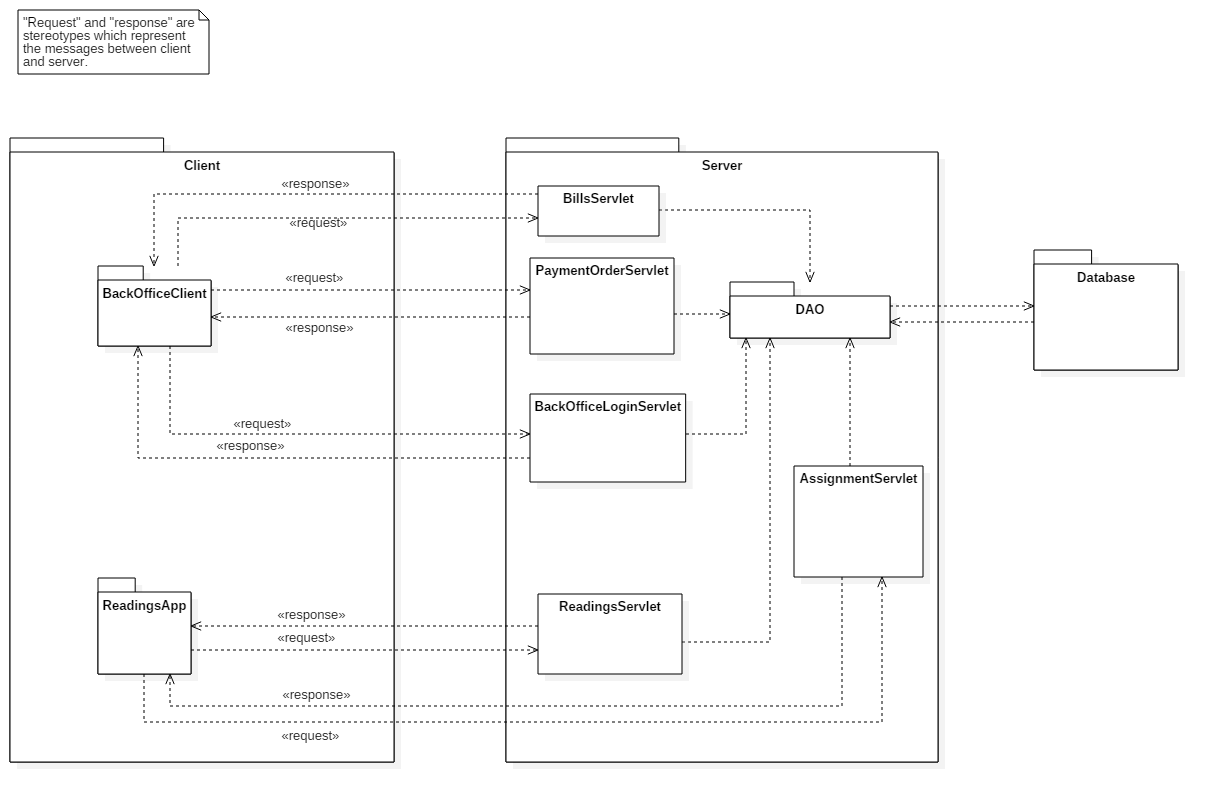 "Request" and "response" are
stereotypes which represent
the messages between client
and server.
Client
Server
«response»
BillsServlet
«request»
PaymentOrderServlet
«request»
Database
BackOfficeClient
DAO
«response»
BackOfficeLoginServlet
«request»
«response»
AssignmentServlet
ReadingsApp
ReadingsServlet
«response»
«request»
«response»
«request»